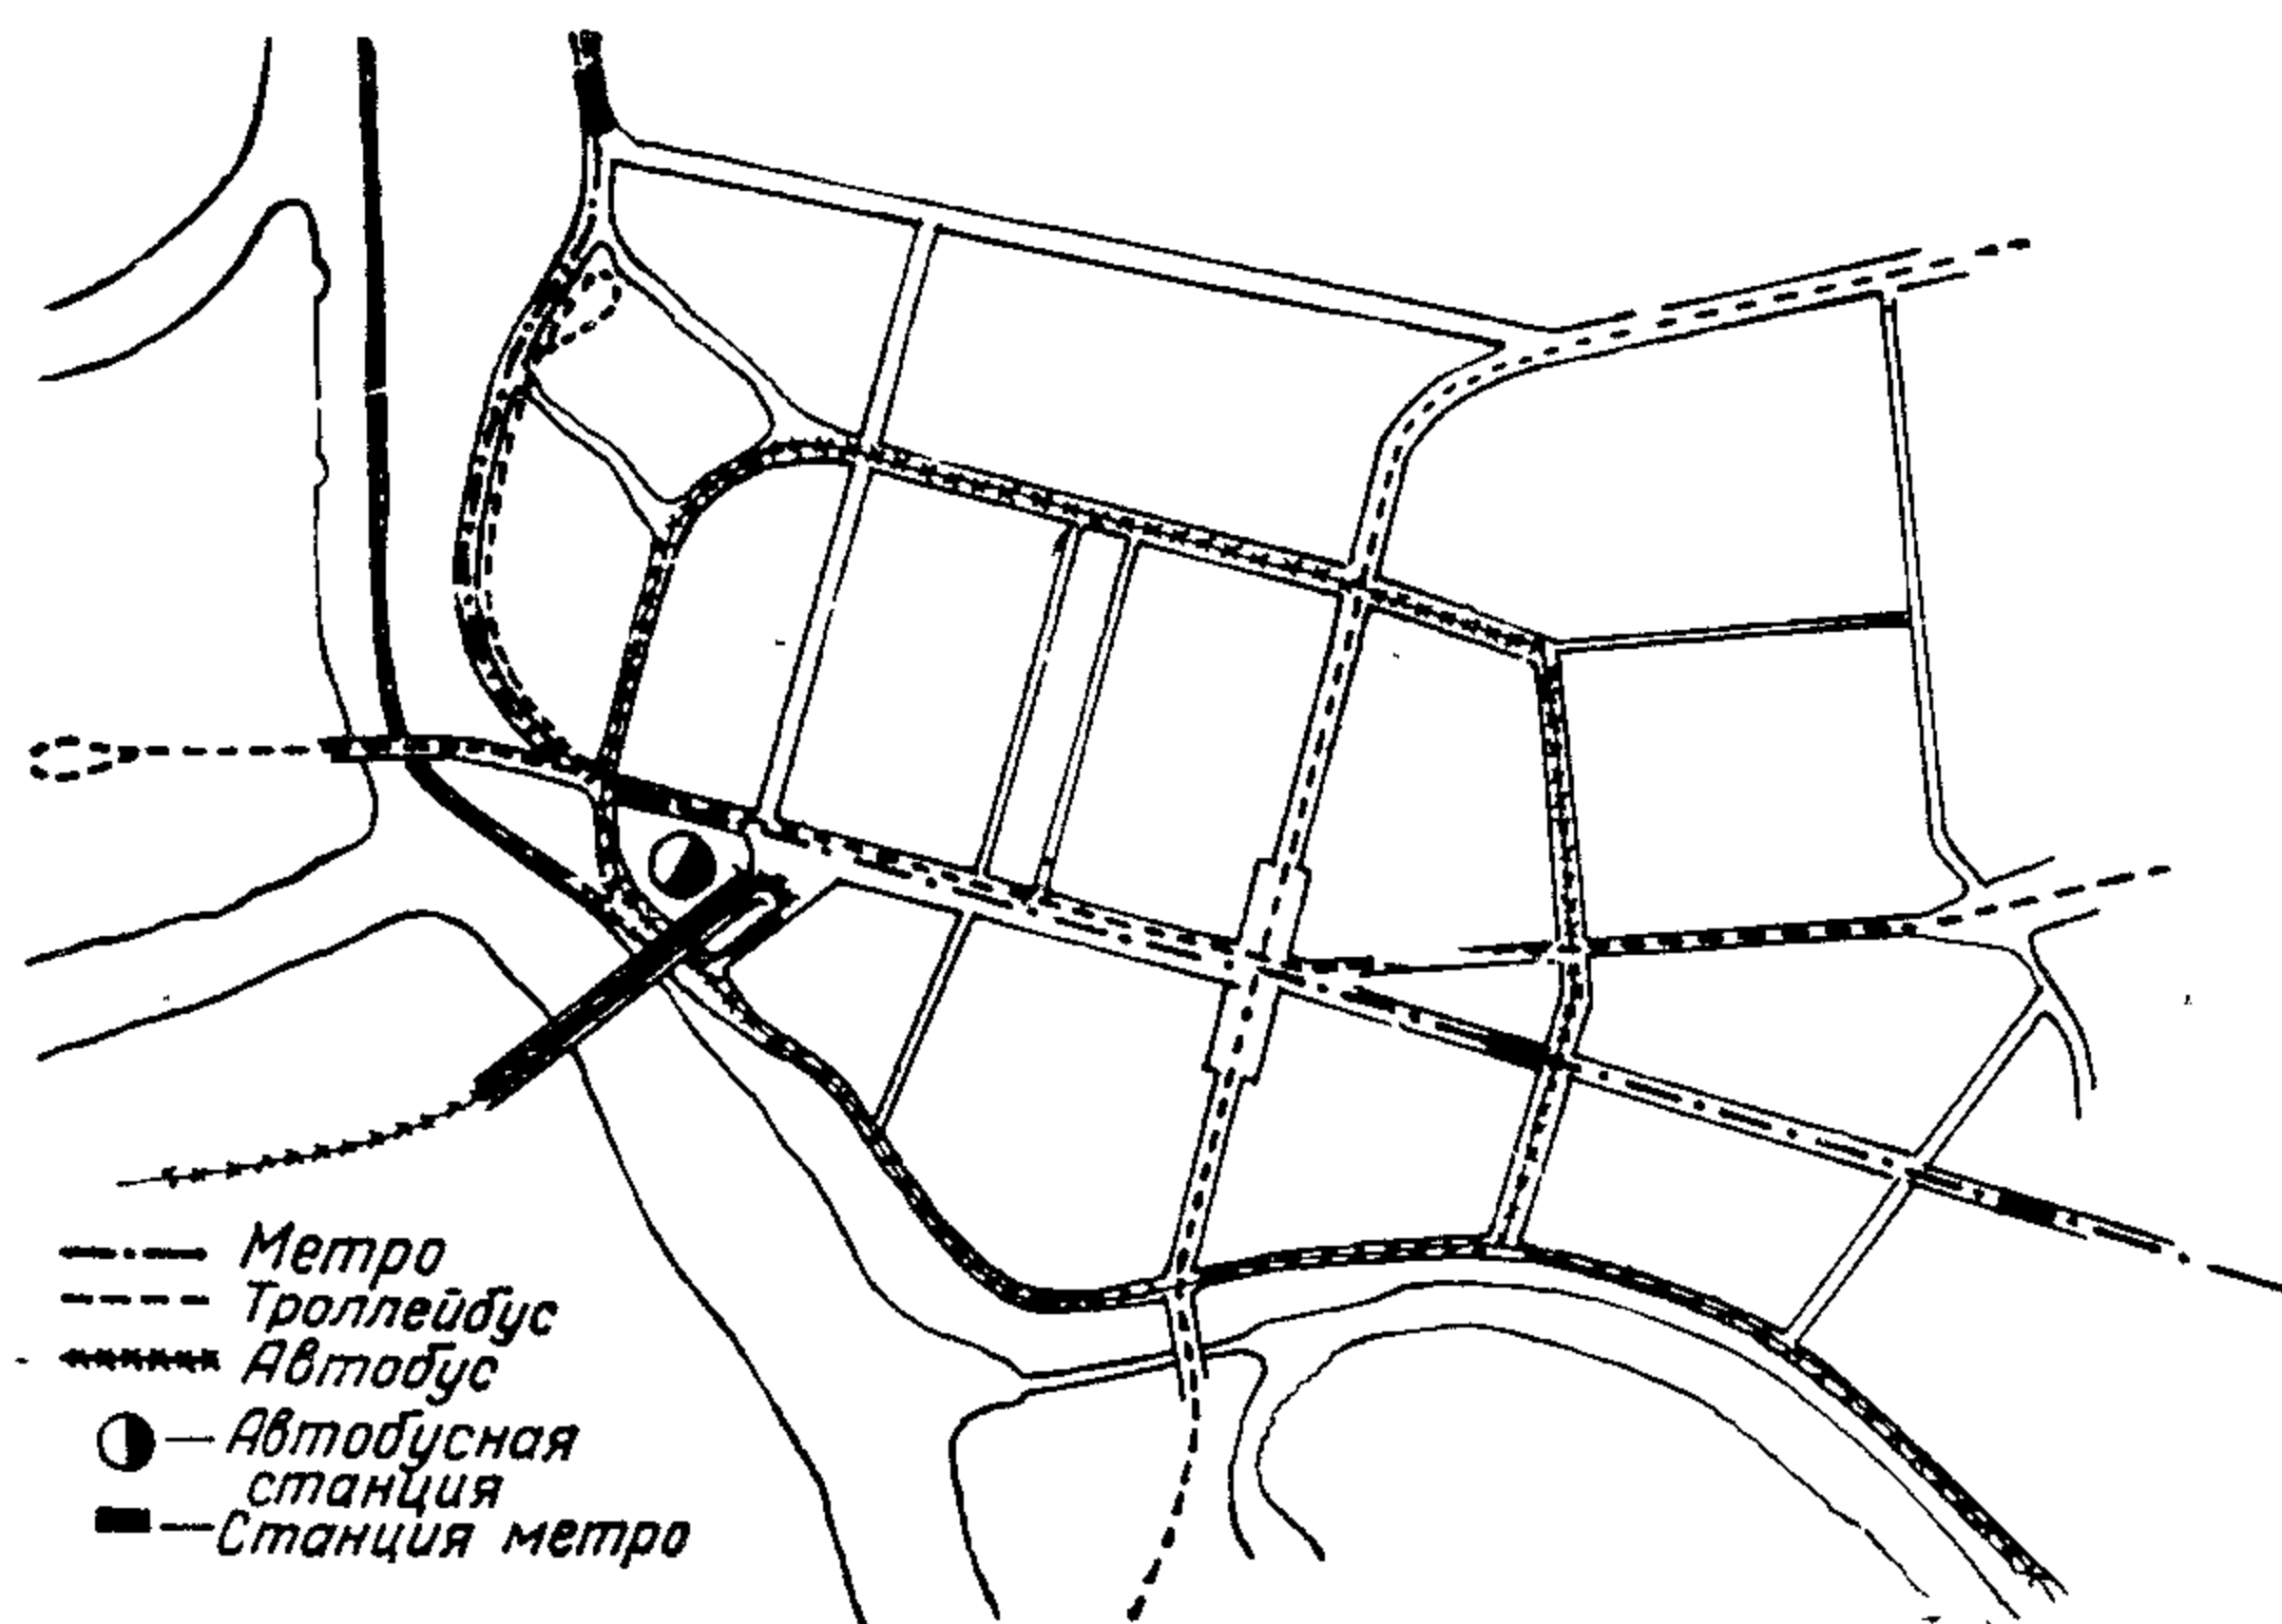 Метро
Троллейбус
Автобус
Автобусная
станция
Станция метро